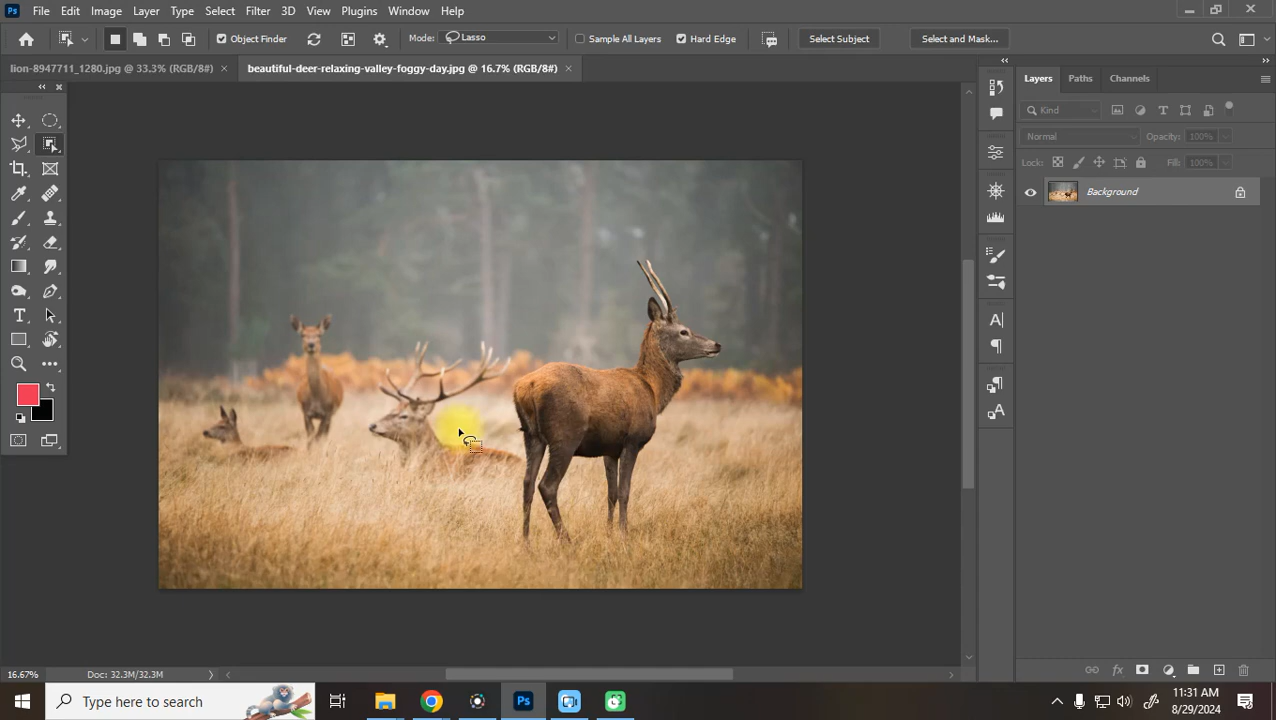 Ps File Edit Image Layer Type Select Filter 3D View Plugins Window Help
Object Finder Mode: Lasso Sample All Layers Hard Edge Select Subject Select and Mask...
lion-8947711_1280.jpg @ 33.3% (RGB/8#) × beautiful-deer-relaxing-valley-foggy-day.jpg @ 16.7% (RGB/8#) ×
Layers Paths Channels
Kind
Normal Opacity: 100%
Lock: Fill: 100%
Background
16.67% Doc: 32.3M/32.3M
Type here to search
Ps
11:31 AM
8/29/2024